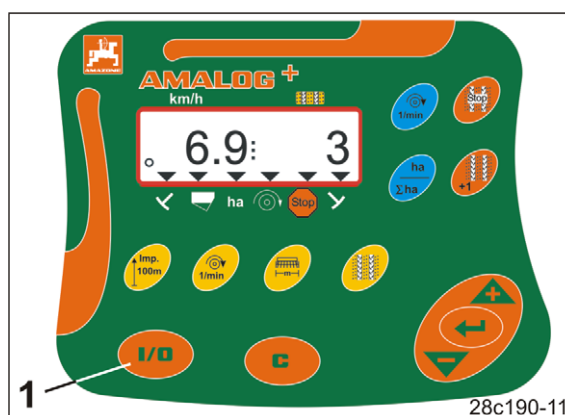 AMAZONE
AMALOG+
km/h
6.9 3
ha Stop
1/min
Stop
ha
Σha
+1
Imp.
100m
1/min
m
I/O
C
1
28c190-11